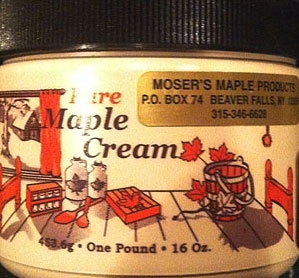 MOSER'S MAPLE PRODUCTS
P.O. BOX 74 BEAVER FALLS, NY
315-346-6626
Pure
Maple
Cream
453.6g • One Pound • 16 Oz.